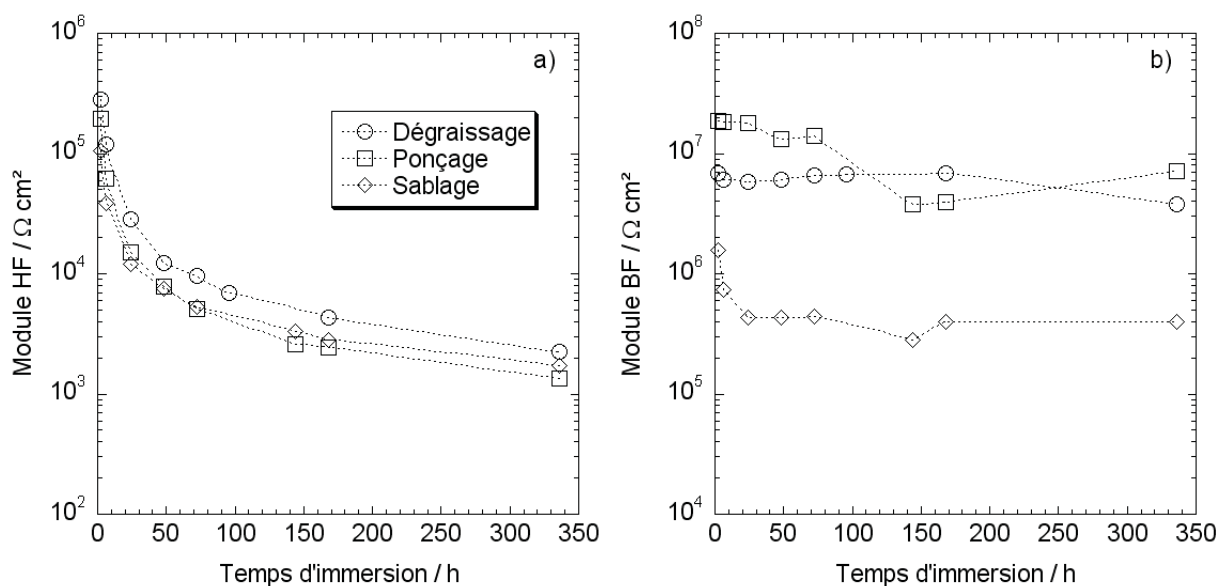 a)
Module HF / Ω cm²
10⁶
10⁵
10⁴
10³
10²
Dégraissage
Ponçage
Sablage
0 50 100 150 200 250 300 350
Temps d'immersion / h
b)
Module BF / Ω cm²
10⁸
10⁷
10⁶
10⁵
10⁴
0 50 100 150 200 250 300 350
Temps d'immersion / h